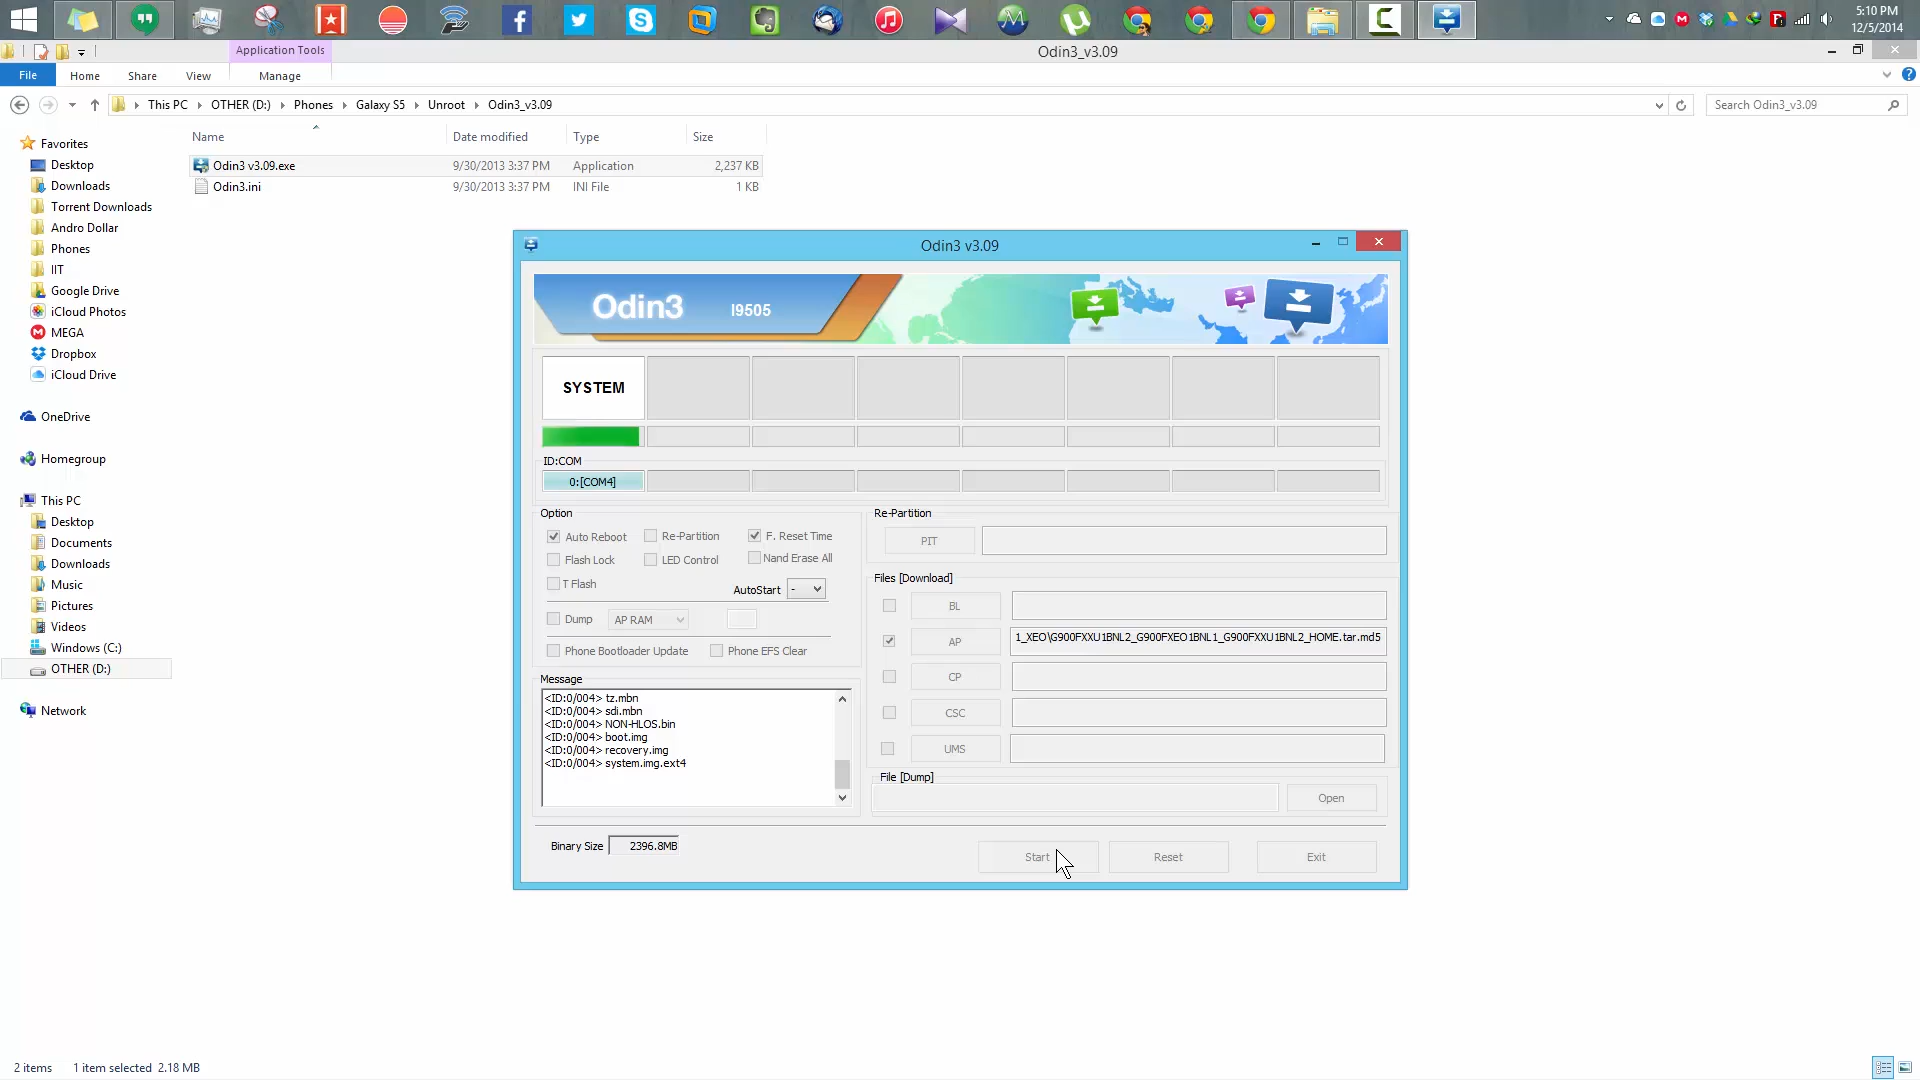 5:10 PM
12/5/2014
Application Tools
Odin3_v3.09
File Home Share View Manage
This PC OTHER (D:) Phones Galaxy S5 Unroot Odin3_v3.09
Search Odin3_v3.09
Name Date modified Type Size
Odin3 v3.09.exe 9/30/2013 3:37 PM Application 2,237 KB
Odin3.ini 9/30/2013 3:37 PM INI File 1 KB
Favorites
Desktop
Downloads
Torrent Downloads
Andro Dollar
Phones
IIT
Google Drive
iCloud Photos
MEGA
Dropbox
iCloud Drive
OneDrive
Homegroup
This PC
Desktop
Documents
Downloads
Music
Pictures
Videos
Windows (C:)
OTHER (D:)
Network
Odin3 v3.09
Odin3 I9505
SYSTEM
ID:COM
0:[COM4]
Option
Auto Reboot Re-Partition F. Reset Time
Flash Lock LED Control Nand Erase All
T Flash
AutoStart -
Dump AP RAM
Phone Bootloader Update Phone EFS Clear
Message
<ID:0/004> tz.mbn
<ID:0/004> sdi.mbn
<ID:0/004> NON-HLOS.bin
<ID:0/004> boot.img
<ID:0/004> recovery.img
<ID:0/004> system.img.ext4
Re-Partition
PIT
Files [Download]
BL
AP 1_XEO\G900FXXU1BNL2_G900FXEO1BNL1_G900FXXU1BNL2_HOME.tar.md5
CP
CSC
UMS
File [Dump]
Open
Binary Size 2396.8MB
Start Reset Exit
2 items 1 item selected 2.18 MB